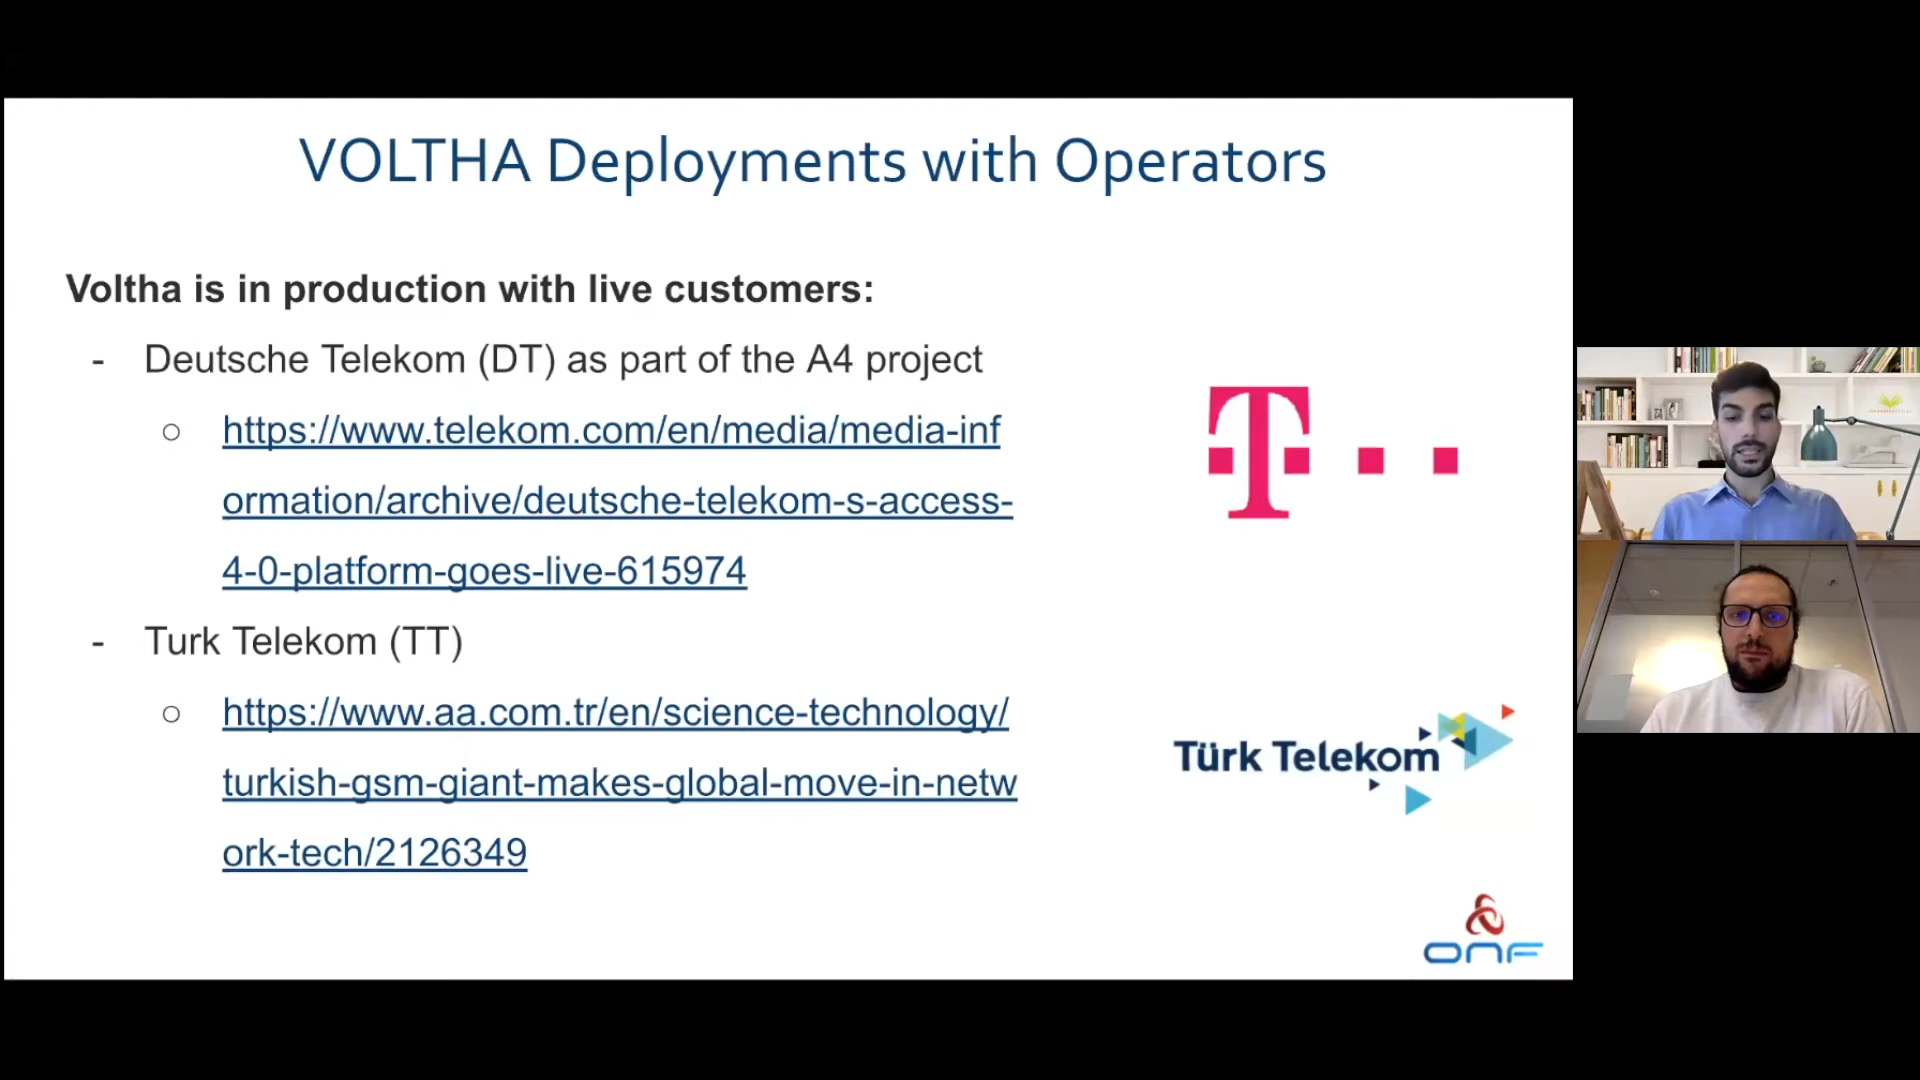 VOLTHA Deployments with Operators
Voltha is in production with live customers:
- Deutsche Telekom (DT) as part of the A4 project
○ https://www.telekom.com/en/media/media-inf
ormation/archive/deutsche-telekom-s-access-
4-0-platform-goes-live-615974
T
- Turk Telekom (TT)
○ https://www.aa.com.tr/en/science-technology/
turkish-gsm-giant-makes-global-move-in-netw
ork-tech/2126349
Türk Telekom
ONF